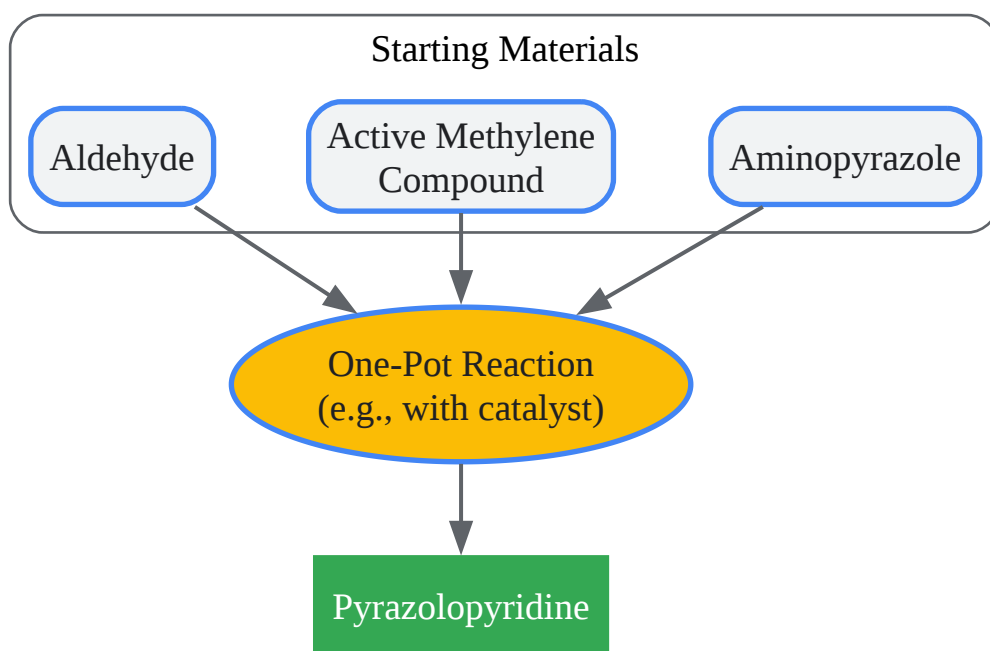 Starting Materials
Aldehyde
Active Methylene
Compound
Aminopyrazole
One-Pot Reaction
(e.g., with catalyst)
Pyrazolopyridine